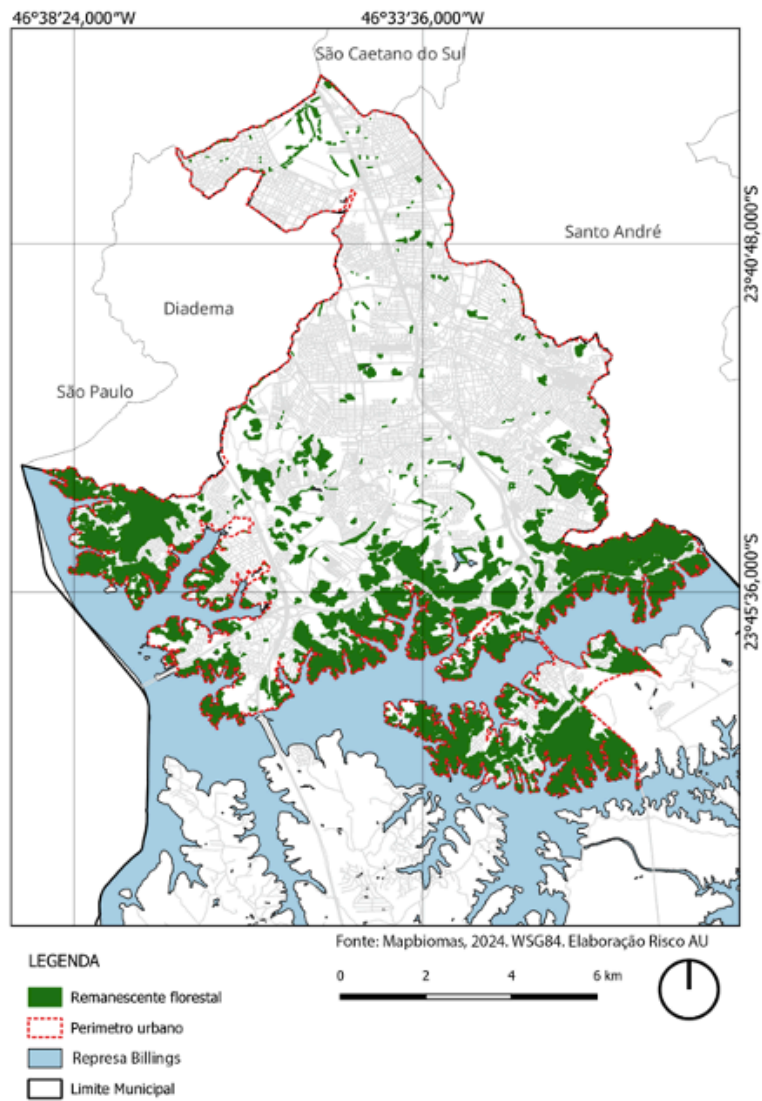 46°38’24,000”W
46°33’36,000”W
São Caetano do Sul
23°40’48,000”S
Santo André
Diadema
São Paulo
23°45’36,000”S
Fonte: Mapbiomas, 2024. WSG84. Elaboração Risco AU
LEGENDA
0 2 4 6 km
Remanescente florestal
Perimetro urbano
Represa Billings
Limite Municipal